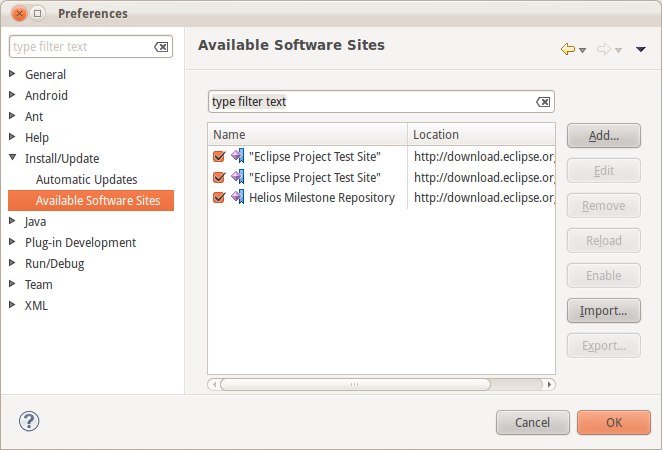 Preferences
type filter text
General
Android
Ant
Help
Install/Update
Automatic Updates
Available Software Sites
Java
Plug-in Development
Run/Debug
Team
XML
Available Software Sites
type filter text
Name Location
"Eclipse Project Test Site" http://download.eclipse.or
"Eclipse Project Test Site" http://download.eclipse.or
Helios Milestone Repository http://download.eclipse.or
Add...
Edit
Remove
Reload
Enable
Import...
Export...
?
Cancel
OK